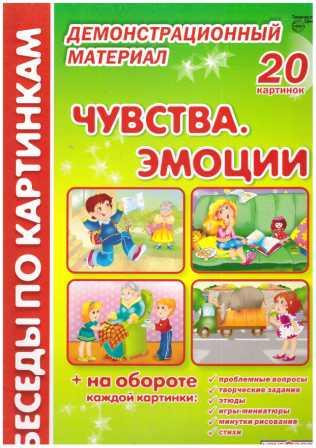 БЕСЕДЫ ПО КАРТИНКАМ
ДЕМОНСТРАЦИОННЫЙ
МАТЕРИАЛ
20
картинок
ЧУВСТВА.
ЭМОЦИИ
+ на обороте
каждой картинки:
✓ проблемные вопросы
✓ творческие задания
✓ этюды
✓ игры-миниатюры
✓ минутки рисования
✓ стихи